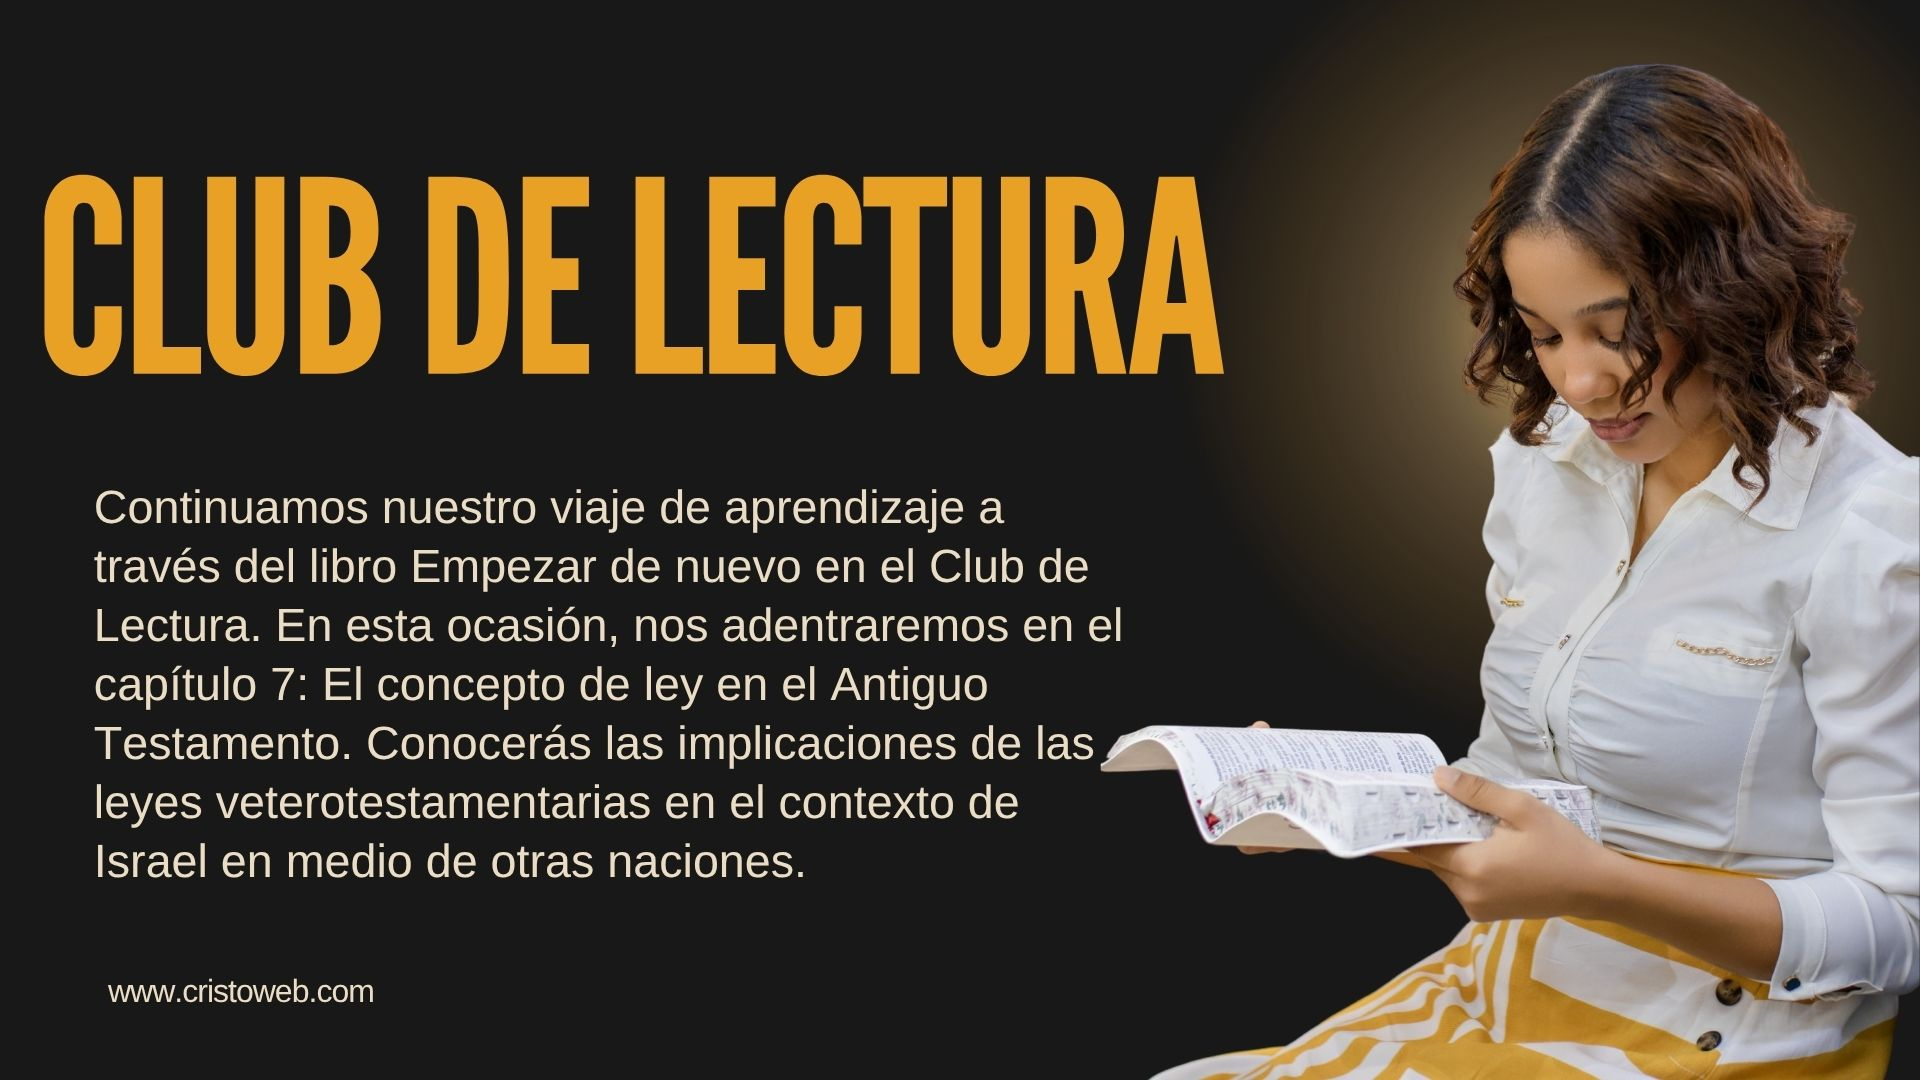 CLUB DE LECTURA
Continuamos nuestro viaje de aprendizaje a
través del libro Empezar de nuevo en el Club de
Lectura. En esta ocasión, nos adentraremos en el
capítulo 7: El concepto de ley en el Antiguo
Testamento. Conocerás las implicaciones de las
leyes veterotestamentarias en el contexto de
Israel en medio de otras naciones.
www.cristoweb.com